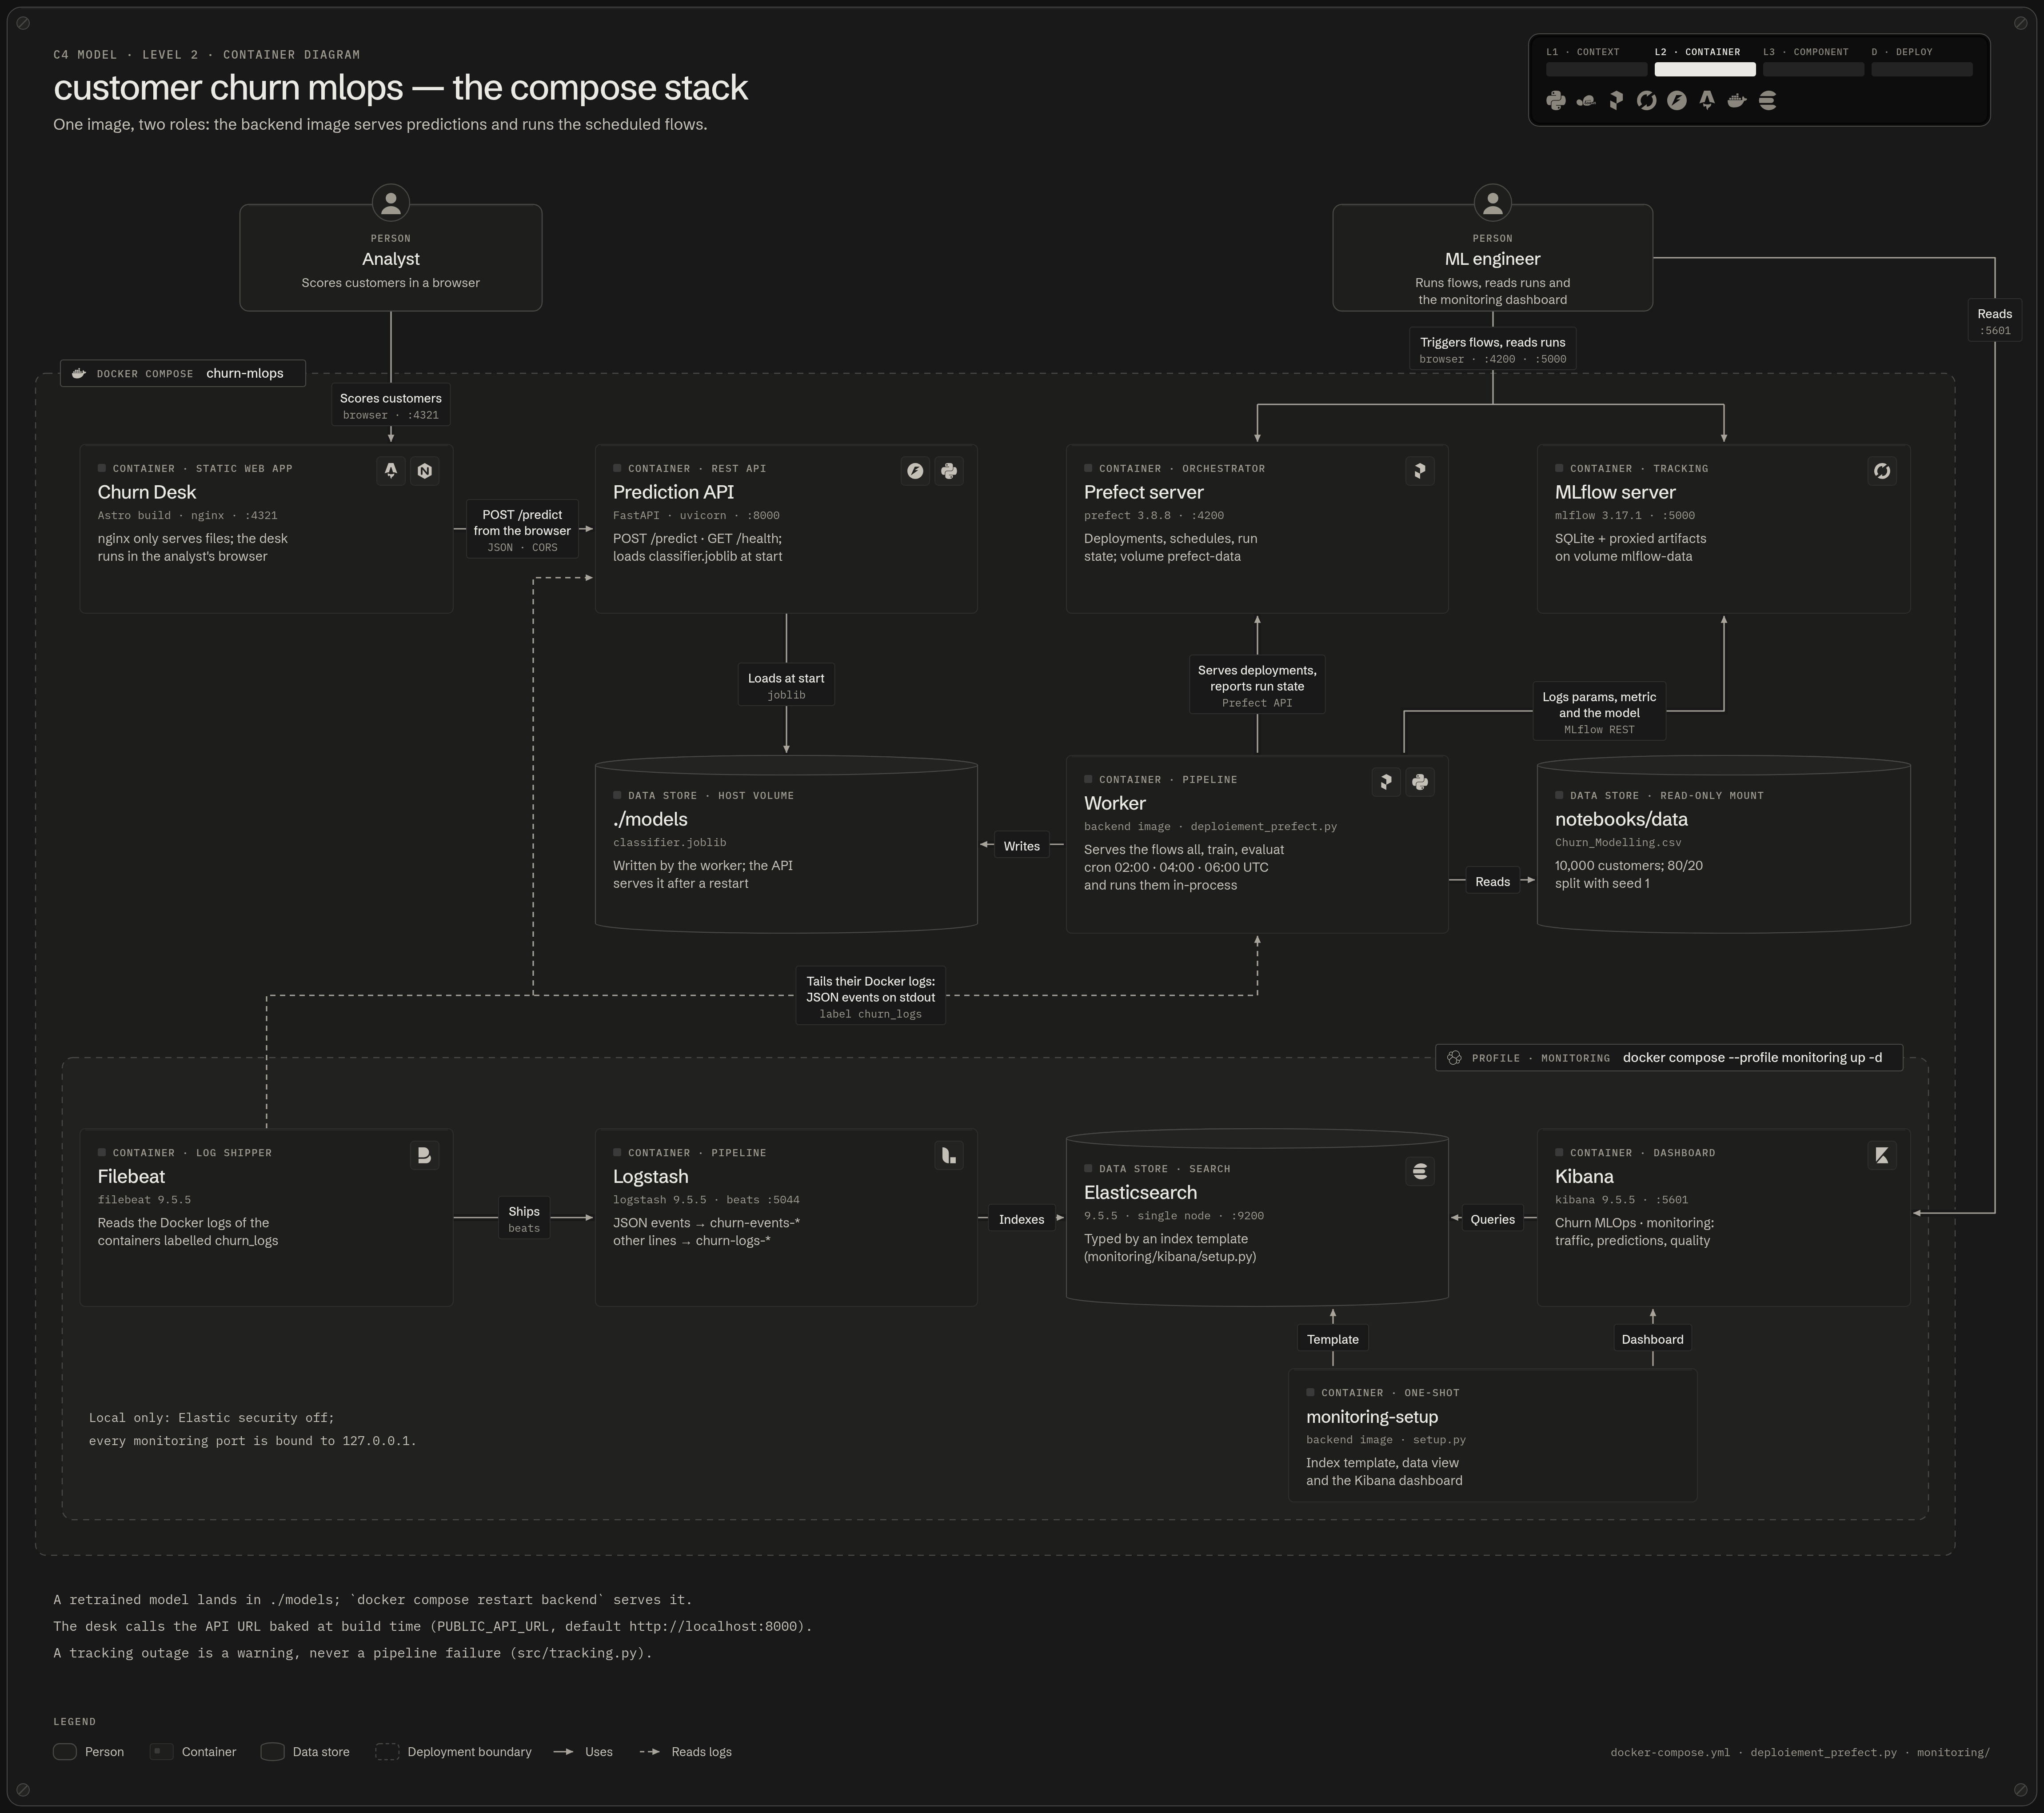 C4 MODEL · LEVEL 2 · CONTAINER DIAGRAM
customer churn mlops — the compose stack
One image, two roles: the backend image serves predictions and runs the scheduled flows.
L1 · CONTEXT
L2 · CONTAINER
L3 · COMPONENT
D · DEPLOY
PERSON
Analyst
Scores customers in a browser
PERSON
ML engineer
Runs flows, reads runs and
the monitoring dashboard
Reads
:5601
Triggers flows, reads runs
browser · :4200 · :5000
DOCKER COMPOSE churn-mlops
Scores customers
browser · :4321
CONTAINER · STATIC WEB APP
Churn Desk
Astro build · nginx · :4321
nginx only serves files; the desk
runs in the analyst's browser
POST /predict
from the browser
JSON · CORS
CONTAINER · REST API
Prediction API
FastAPI · uvicorn · :8000
POST /predict · GET /health;
loads classifier.joblib at start
CONTAINER · ORCHESTRATOR
Prefect server
prefect 3.8.8 · :4200
Deployments, schedules, run
state; volume prefect-data
CONTAINER · TRACKING
MLflow server
mlflow 3.17.1 · :5000
SQLite + proxied artifacts
on volume mlflow-data
Loads at start
joblib
Serves deployments,
reports run state
Prefect API
Logs params, metric
and the model
MLflow REST
DATA STORE · HOST VOLUME
./models
classifier.joblib
Written by the worker; the API
serves it after a restart
Writes
CONTAINER · PIPELINE
Worker
backend image · deploiement_prefect.py
Serves the flows all, train, evaluat
cron 02:00 · 04:00 · 06:00 UTC
and runs them in-process
Reads
DATA STORE · READ-ONLY MOUNT
notebooks/data
Churn_Modelling.csv
10,000 customers; 80/20
split with seed 1
Tails their Docker logs:
JSON events on stdout
label churn_logs
PROFILE · MONITORING docker compose --profile monitoring up -d
CONTAINER · LOG SHIPPER
Filebeat
filebeat 9.5.5
Reads the Docker logs of the
containers labelled churn_logs
Ships
beats
CONTAINER · PIPELINE
Logstash
logstash 9.5.5 · beats :5044
JSON events → churn-events-*
other lines → churn-logs-*
Indexes
DATA STORE · SEARCH
Elasticsearch
9.5.5 · single node · :9200
Typed by an index template
(monitoring/kibana/setup.py)
Queries
CONTAINER · DASHBOARD
Kibana
kibana 9.5.5 · :5601
Churn MLOps · monitoring:
traffic, predictions, quality
Template
Dashboard
CONTAINER · ONE-SHOT
monitoring-setup
backend image · setup.py
Index template, data view
and the Kibana dashboard
Local only: Elastic security off;
every monitoring port is bound to 127.0.0.1.
A retrained model lands in ./models; `docker compose restart backend` serves it.
The desk calls the API URL baked at build time (PUBLIC_API_URL, default http://localhost:8000).
A tracking outage is a warning, never a pipeline failure (src/tracking.py).
LEGEND
Person
Container
Data store
Deployment boundary
Uses
Reads logs
docker-compose.yml · deploiement_prefect.py · monitoring/